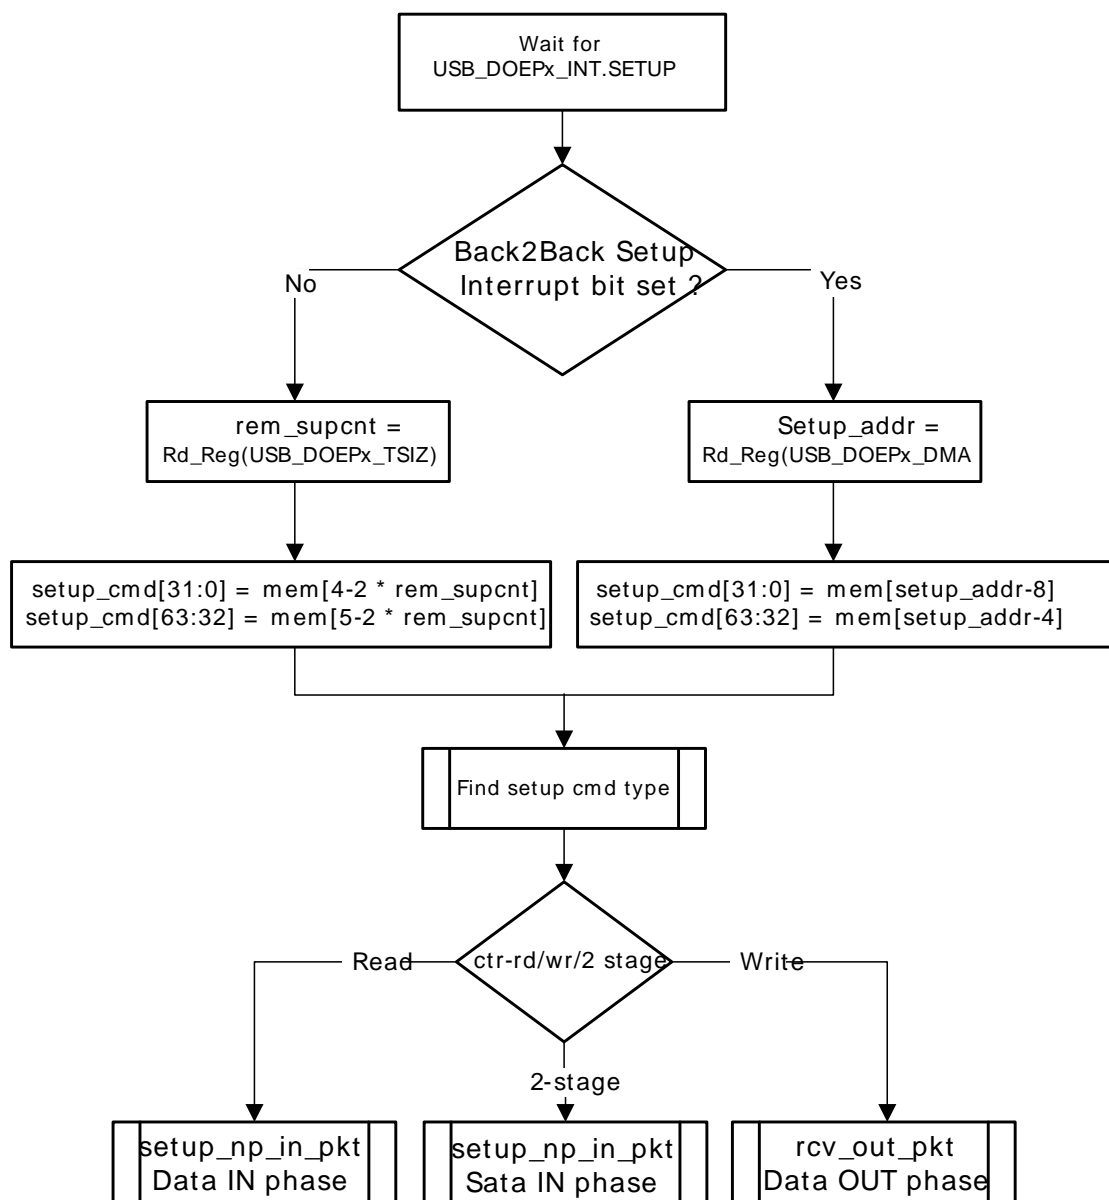 Wait for
USB_DOEPx_INT.SETUP
Back2Back Setup
Interrupt bit set ?
No
Yes
rem_supcnt =
Rd_Reg(USB_DOEPx_TSIZ)
Setup_addr =
Rd_Reg(USB_DOEPx_DMA
setup_cmd[31:0] = mem[4-2 * rem_supcnt]
setup_cmd[63:32] = mem[5-2 * rem_supcnt]
setup_cmd[31:0] = mem[setup_addr-8]
setup_cmd[63:32] = mem[setup_addr-4]
Find setup cmd type
Read
ctr-rd/wr/2 stage
Write
2-stage
setup_np_in_pkt
Data IN phase
setup_np_in_pkt
Sata IN phase
rcv_out_pkt
Data OUT phase